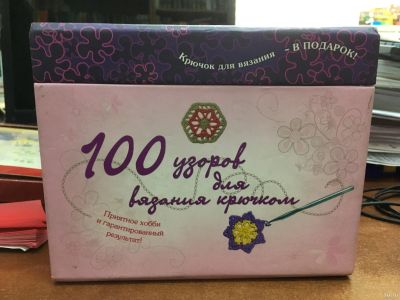 Крючок для вязания - В ПОДАРОК!
100 узоров
для
вязания крючком
Приятное хобби
и гарантированный
результат!